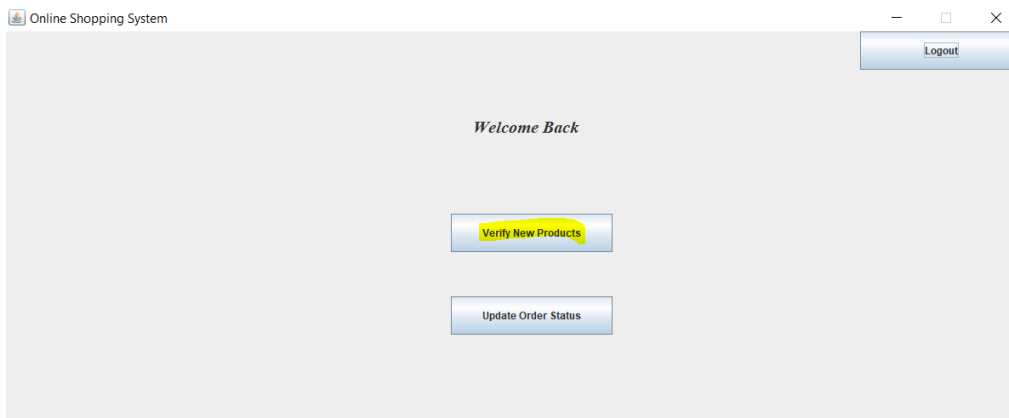 Online Shopping System
Logout
Welcome Back
Verify New Products
Update Order Status